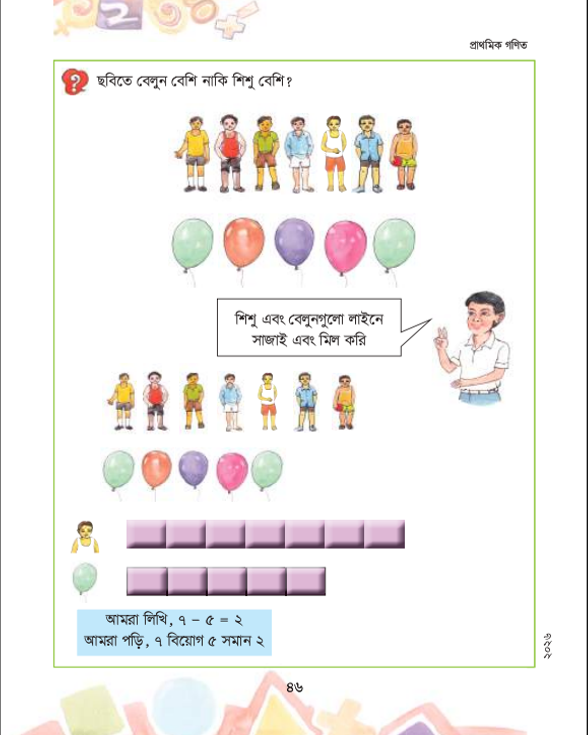 প্রাথমিক গণিত
ছবিতে বেলুন বেশি নাকি শিশু বেশি?
শিশু এবং বেলুনগুলো লাইনে
সাজাই এবং মিল করি
আমরা লিখি, ৭ – ৫ = ২
আমরা পড়ি, ৭ বিয়োগ ৫ সমান ২
২০২৬
৪৬